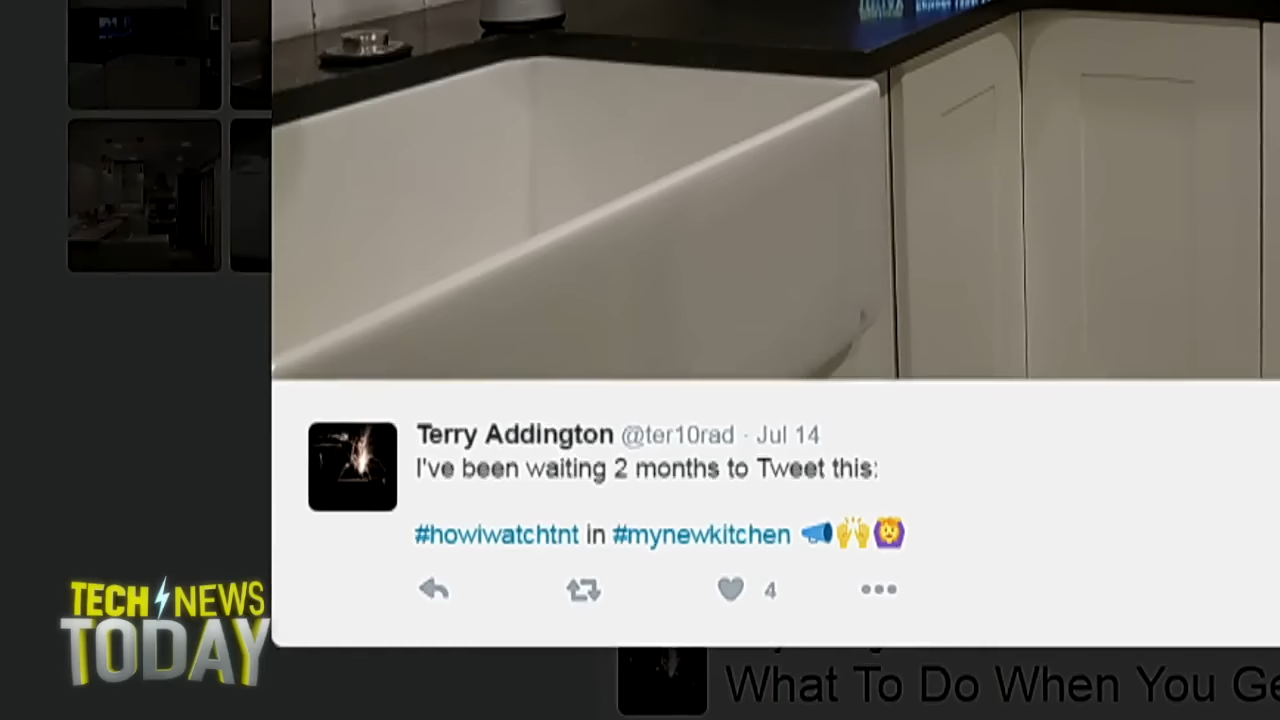 Terry Addington @ter10rad · Jul 14
I've been waiting 2 months to Tweet this:
#howiwatchtnt in #mynewkitchen 📣🙌🙆
4
TECH NEWS
TODAY
What To Do When You Ge